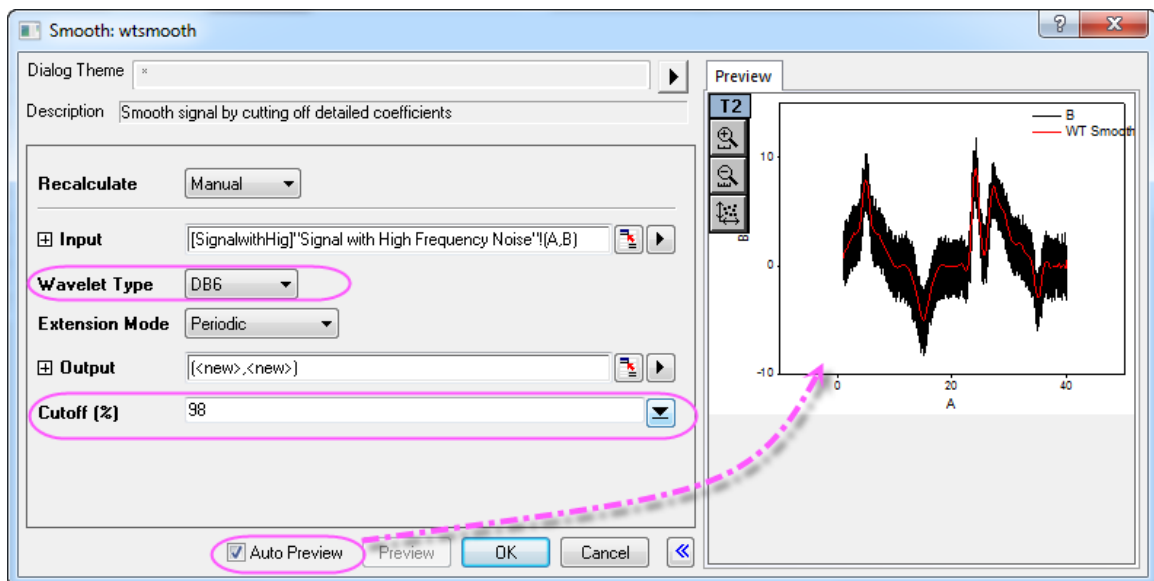 Smooth: wtsmooth
Dialog Theme *
Description Smooth signal by cutting off detailed coefficients
Recalculate Manual
Input [SignalwithHig]"Signal with High Frequency Noise"!(A,B)
Wavelet Type DB6
Extension Mode Periodic
Output (<new>,<new>)
Cutoff (%) 98
Auto Preview Preview OK Cancel
Preview
T2
B
WT Smooth
10
0
-10
B
0 20 40
A